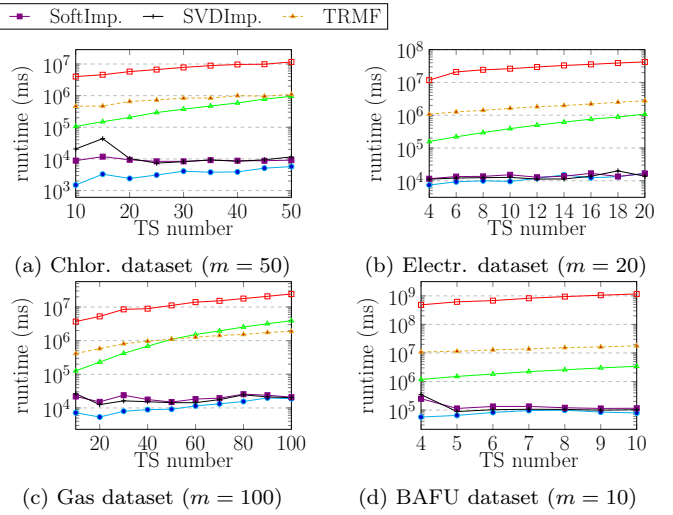 SoftImp. SVDImp. TRMF
runtime (ms)
10^7
10^6
10^5
10^4
10^3
10 20 30 40 50
TS number
(a) Chlor. dataset (m = 50)
runtime (ms)
10^8
10^7
10^6
10^5
10^4
4 6 8 10 12 14 16 18 20
TS number
(b) Electr. dataset (m = 20)
runtime (ms)
10^7
10^6
10^5
10^4
20 40 60 80 100
TS number
(c) Gas dataset (m = 100)
runtime (ms)
10^9
10^8
10^7
10^6
10^5
4 5 6 7 8 9 10
TS number
(d) BAFU dataset (m = 10)